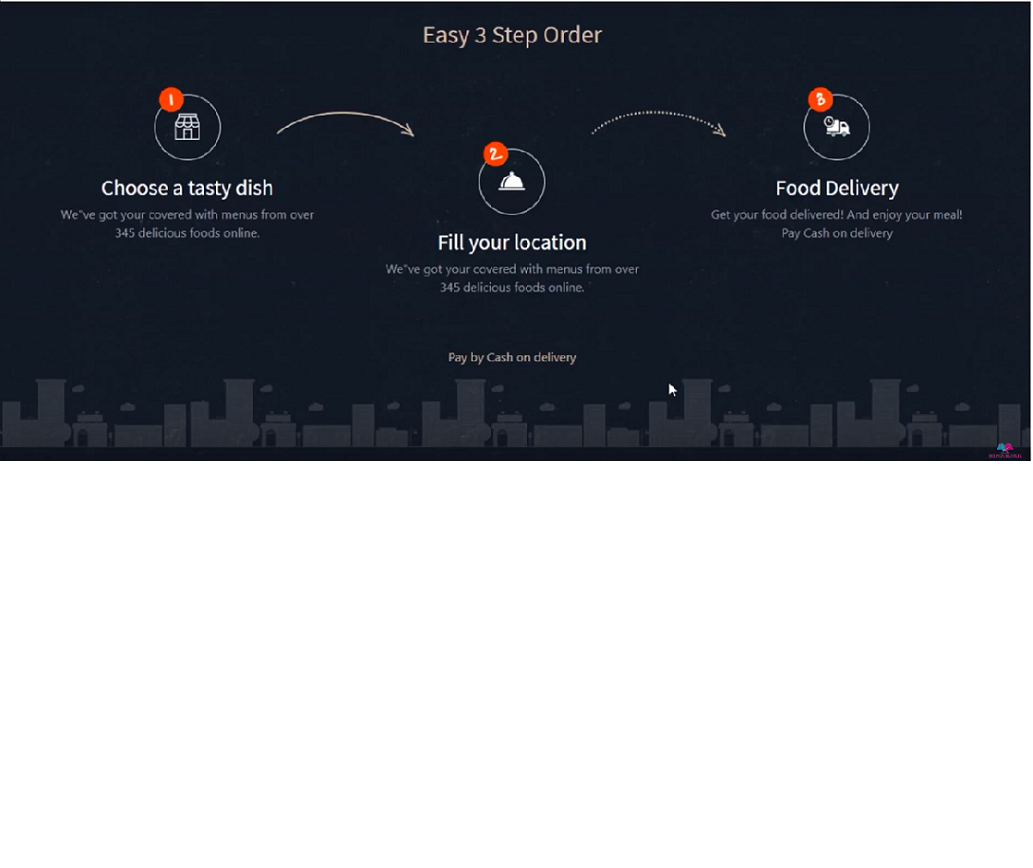 Easy 3 Step Order
1
Choose a tasty dish
We"ve got your covered with menus from over
345 delicious foods online.
2
Fill your location
We"ve got your covered with menus from over
345 delicious foods online.
3
Food Delivery
Get your food delivered! And enjoy your meal!
Pay Cash on delivery
Pay by Cash on delivery